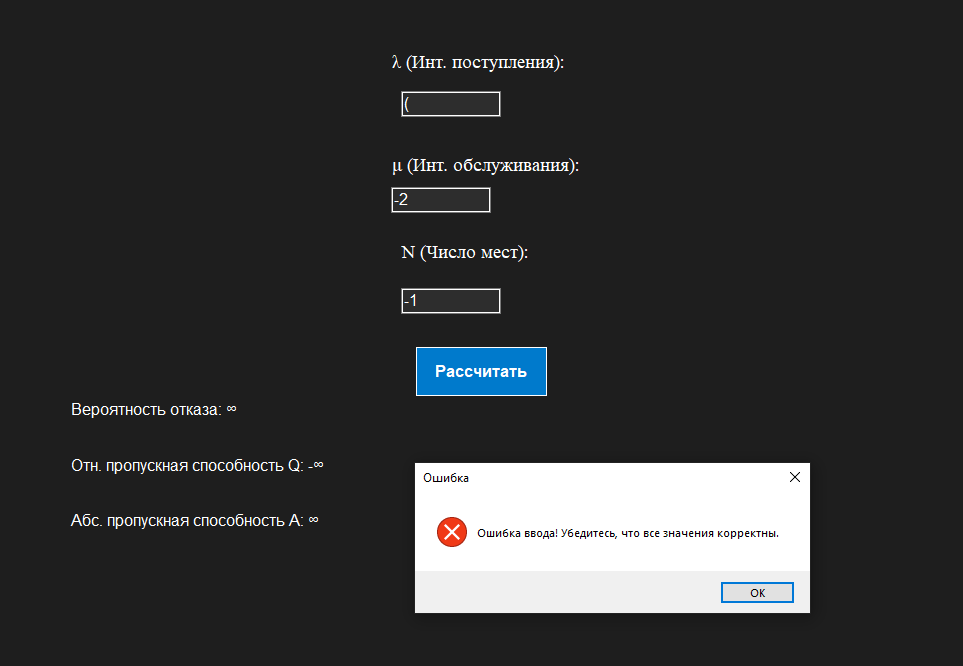 λ (Инт. поступления):
(
μ (Инт. обслуживания):
-2
N (Число мест):
-1
Рассчитать
Вероятность отказа: ∞
Отн. пропускная способность Q: -∞
Абс. пропускная способность A: ∞
Ошибка
Ошибка ввода! Убедитесь, что все значения корректны.
ОК